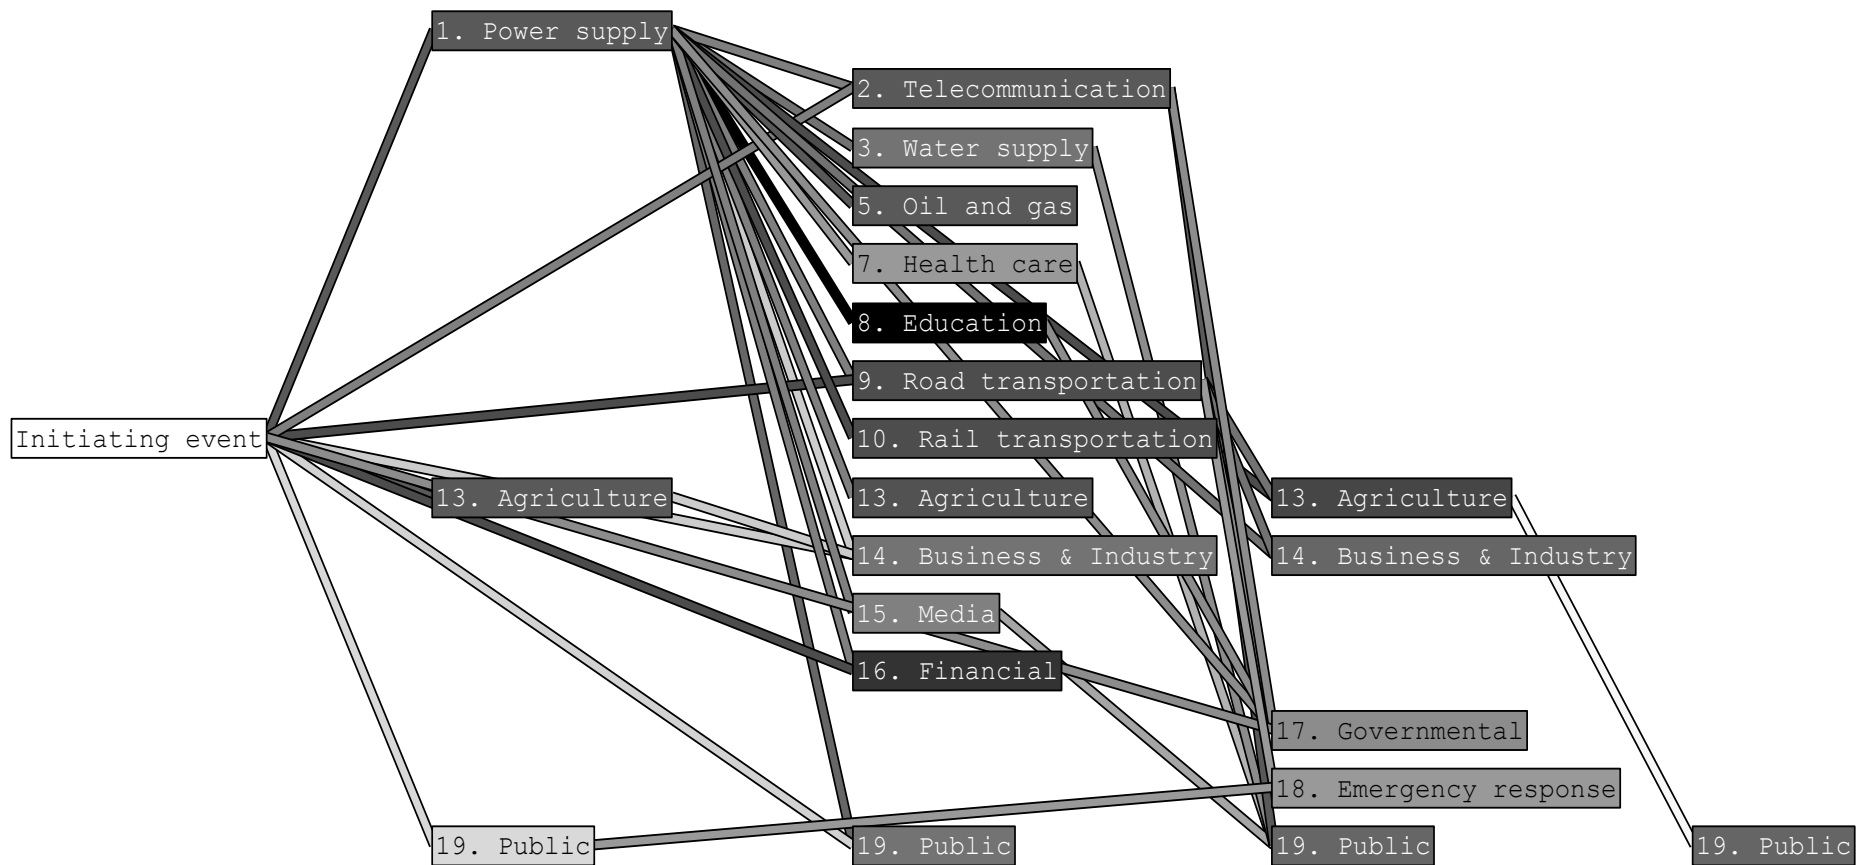 1. Power supply
2. Telecommunication
3. Water supply
5. Oil and gas
7. Health care
8. Education
9. Road transportation
Initiating event
10. Rail transportation
13. Agriculture
13. Agriculture
13. Agriculture
14. Business & Industry
14. Business & Industry
15. Media
16. Financial
17. Governmental
18. Emergency response
19. Public
19. Public
19. Public
19. Public